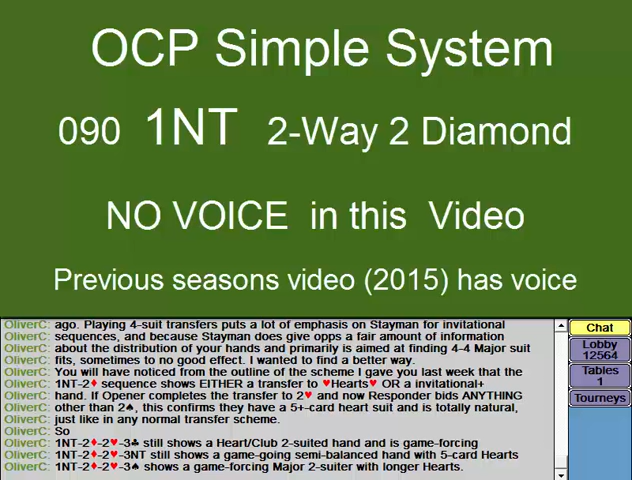 OCP Simple System
090 1NT 2-Way 2 Diamond
NO VOICE in this Video
Previous seasons video (2015) has voice
OliverC: ago. Playing 4-suit transfers puts a lot of emphasis on Stayman for invitational
OliverC: sequences, and because Stayman does give opps a fair amount of information
OliverC: about the distribution of your hands and primarily is aimed at finding 4-4 Major suit
OliverC: fits, sometimes to no good effect. I wanted to find a better way.
OliverC: You will have noticed from the outline of the scheme I gave you last week that the
OliverC: 1NT-2♦ sequence shows EITHER a transfer to ♥Hearts♥ OR a invitational+
OliverC: hand. If Opener completes the transfer to 2♥ and now Responder bids ANYTHING
OliverC: other than 2♠, this confirms they have a 5+-card heart suit and is totally natural,
OliverC: just like in any normal transfer scheme.
OliverC: So
OliverC: 1NT-2♦-2♥-3♣ still shows a Heart/Club 2-suited hand and is game-forcing
OliverC: 1NT-2♦-2♥-3NT still shows a game-going semi-balanced hand with 5-card Hearts
OliverC: 1NT-2♦-2♥-3♠ shows a game-forcing Major 2-suiter with longer Hearts.
Chat
Lobby
12564
Tables
1
Tourneys